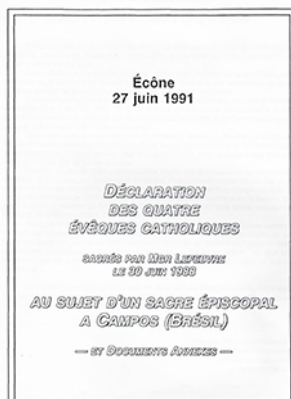 Écône
27 juin 1991
DÉCLARATION
DES QUATRE
ÉVÊQUES CATHOLIQUES
SACRÉS PAR MGR LEFEBVRE
LE 30 JUIN 1988
AU SUJET D'UN SACRE ÉPISCOPAL
A CAMPOS (BRÉSIL)
— ET DOCUMENTS ANNEXES —